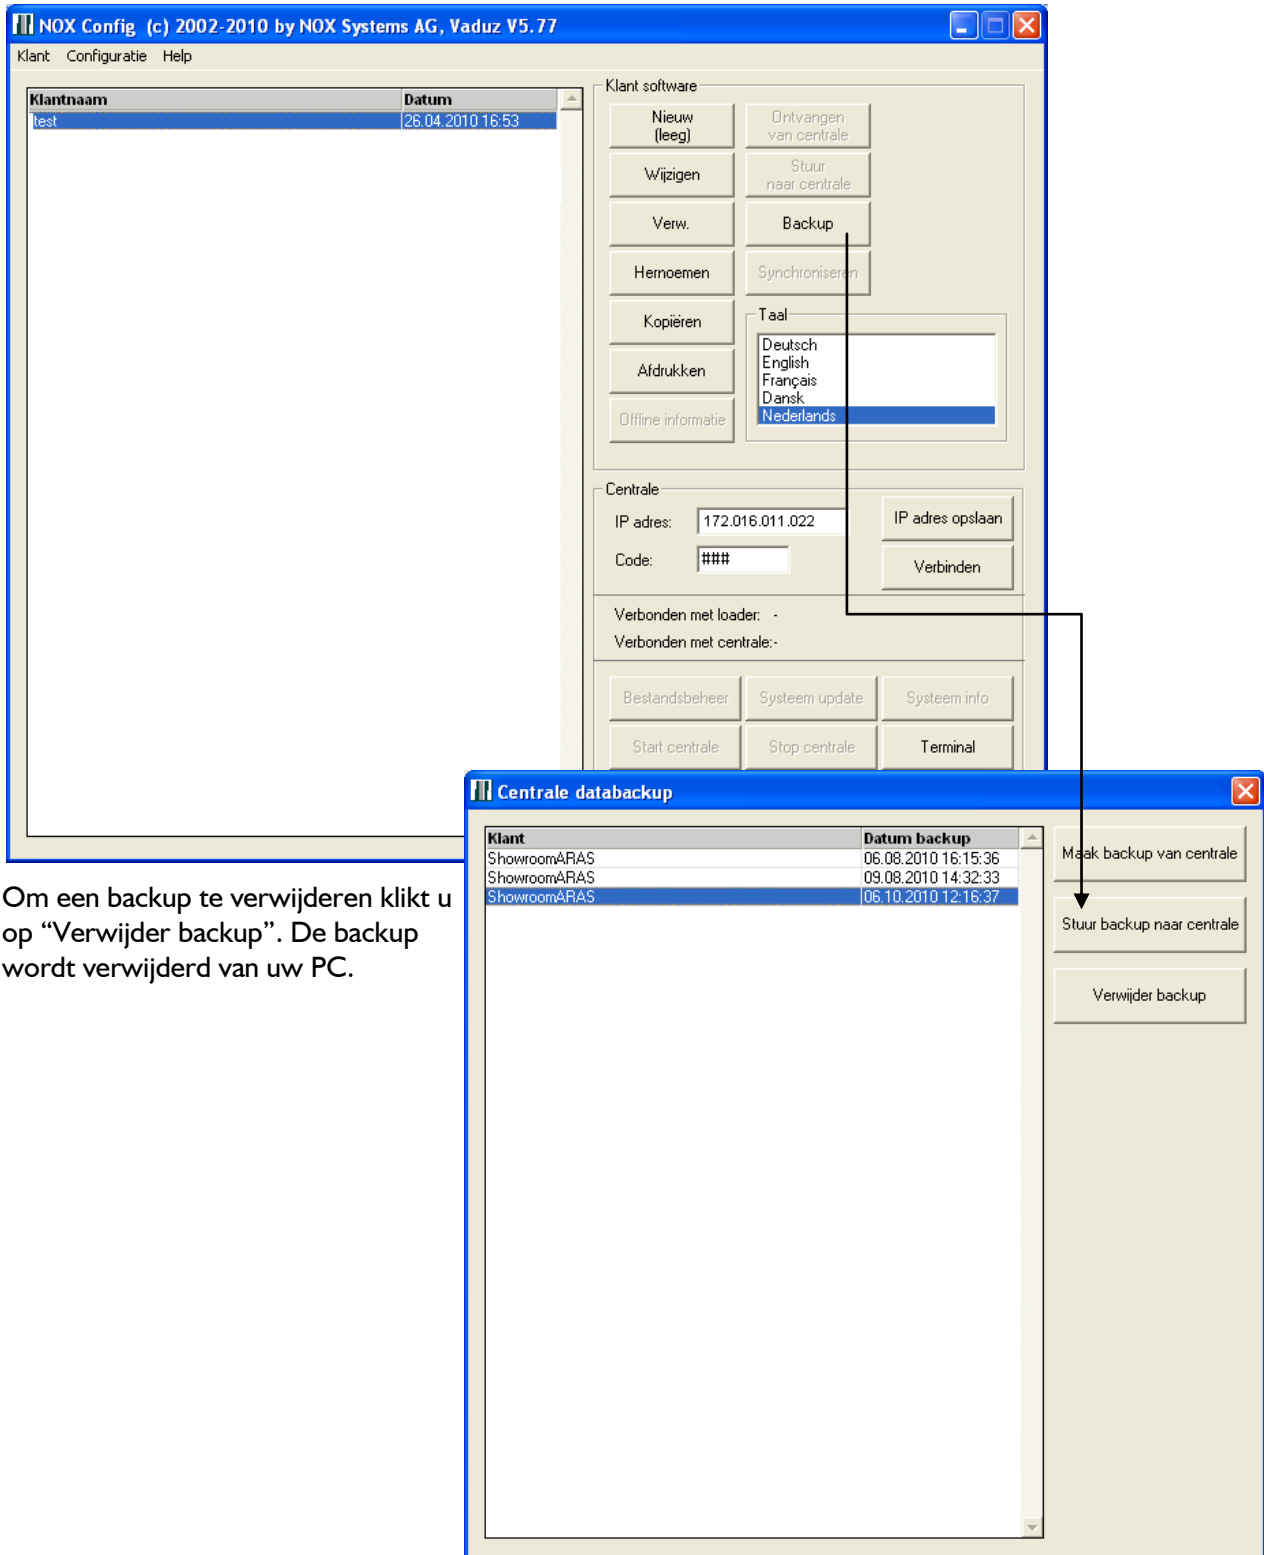 NOX Config (c) 2002-2010 by NOX Systems AG, Vaduz V5.77
Klant Configuratie Help
Klantnaam Datum
test 26.04.2010 16:53
Klant software
Nieuw
(leeg)
Ontvangen
van centrale
Wijzigen
Stuur
naar centrale
Verw.
Backup
Hernoemen
Synchroniseren
Kopiëren
Afdrukken
Offline informatie
Taal
Deutsch
English
Français
Dansk
Nederlands
Centrale
IP adres: 172.016.011.022
IP adres opslaan
Code: ###
Verbinden
Verbonden met loader: -
Verbonden met centrale:-
Bestandsbeheer Systeem update Systeem info
Start centrale Stop centrale Terminal
Centrale databackup
Klant Datum backup
ShowroomARAS 06.08.2010 16:15:36
ShowroomARAS 09.08.2010 14:32:33
ShowroomARAS 06.10.2010 12:16:37
Maak backup van centrale
Stuur backup naar centrale
Verwijder backup
Om een backup te verwijderen klikt u
op “Verwijder backup”. De backup
wordt verwijderd van uw PC.